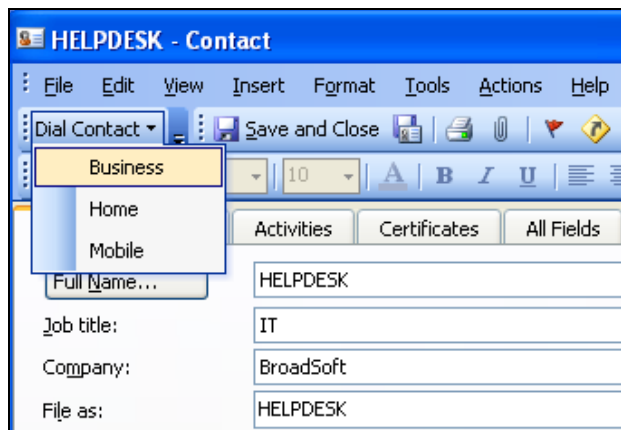 HELPDESK - Contact
File Edit View Insert Format Tools Actions Help
Dial Contact Save and Close
Business
10 A B I U
Home
Activities Certificates All Fields
Mobile
Full Name... HELPDESK
Job title: IT
Company: BroadSoft
File as: HELPDESK